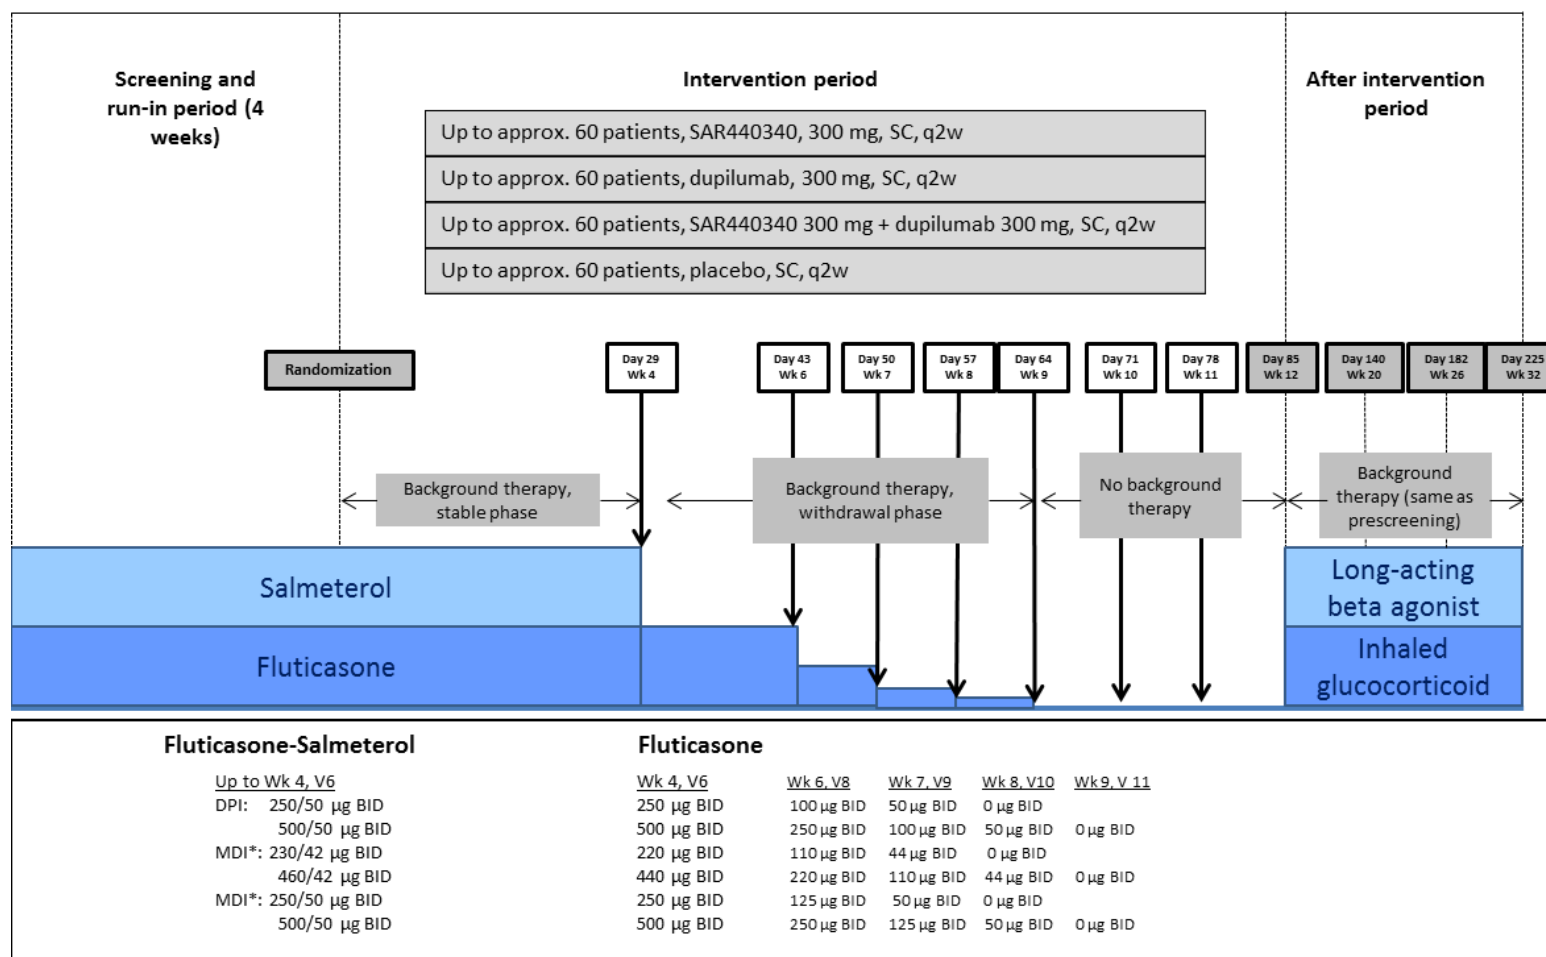 Screening and
run-in period (4
weeks)
Intervention period
After intervention
period
Up to approx. 60 patients, SAR440340, 300 mg, SC, q2w
Up to approx. 60 patients, dupilumab, 300 mg, SC, q2w
Up to approx. 60 patients, SAR440340 300 mg + dupilumab 300 mg, SC, q2w
Up to approx. 60 patients, placebo, SC, q2w
Randomization
Day 29
Wk 4
Day 43
Wk 6
Day 50
Wk 7
Day 57
Wk 8
Day 64
Wk 9
Day 71
Wk 10
Day 78
Wk 11
Day 85
Wk 12
Day 140
Wk 20
Day 182
Wk 26
Day 225
Wk 32
Background therapy,
stable phase
Background therapy,
withdrawal phase
No background
therapy
Background
therapy (same as
prescreening)
Salmeterol
Fluticasone
Long-acting
beta agonist
Inhaled
glucocorticoid
Fluticasone-Salmeterol Fluticasone
Up to Wk 4, V6 Wk 4, V6 Wk 6, V8 Wk 7, V9 Wk 8, V10 Wk 9, V 11
DPI: 250/50 µg BID 250 µg BID 100 µg BID 50 µg BID 0 µg BID
500/50 µg BID 500 µg BID 250 µg BID 100 µg BID 50 µg BID 0 µg BID
MDI*: 230/42 µg BID 220 µg BID 110 µg BID 44 µg BID 0 µg BID
460/42 µg BID 440 µg BID 220 µg BID 110 µg BID 44 µg BID 0 µg BID
MDI*: 250/50 µg BID 250 µg BID 125 µg BID 50 µg BID 0 µg BID
500/50 µg BID 500 µg BID 250 µg BID 125 µg BID 50 µg BID 0 µg BID